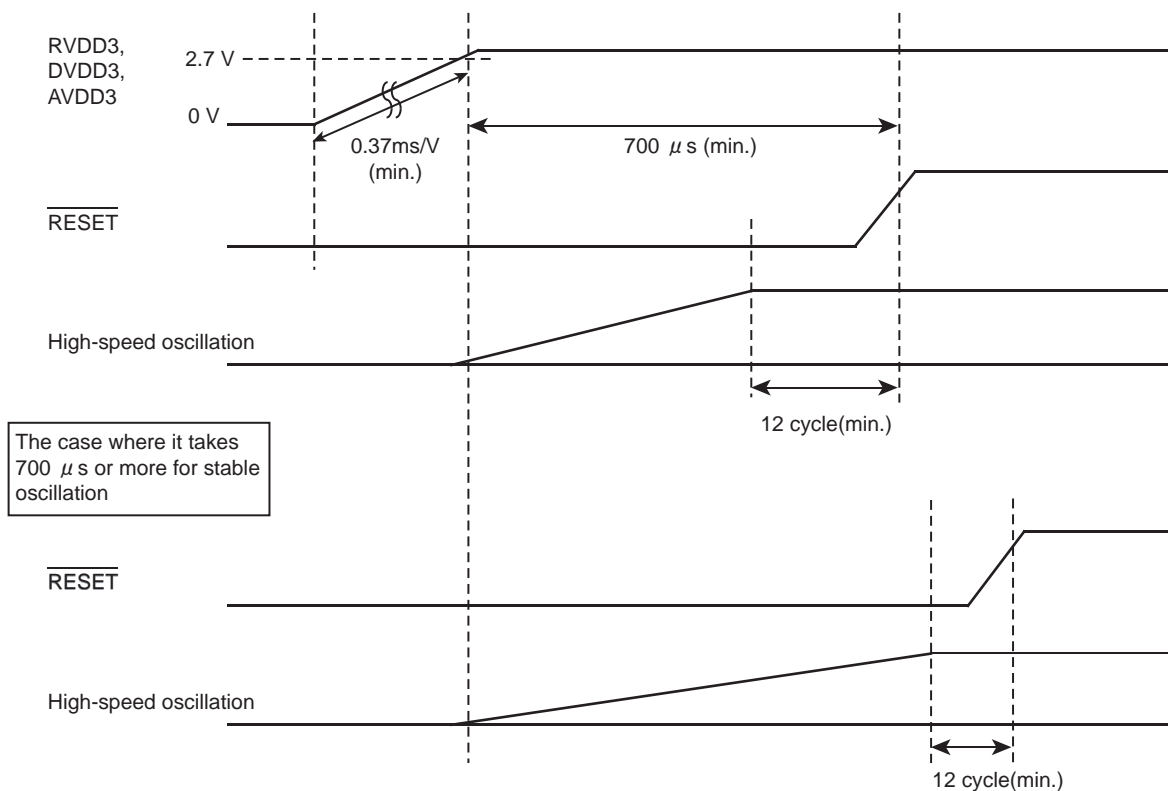 RVDD3,
DVDD3,
AVDD3
2.7 V
0 V
0.37ms/V
(min.)
700 μs (min.)
RESET
High-speed oscillation
12 cycle(min.)
The case where it takes
700 μs or more for stable
oscillation
RESET
High-speed oscillation
12 cycle(min.)